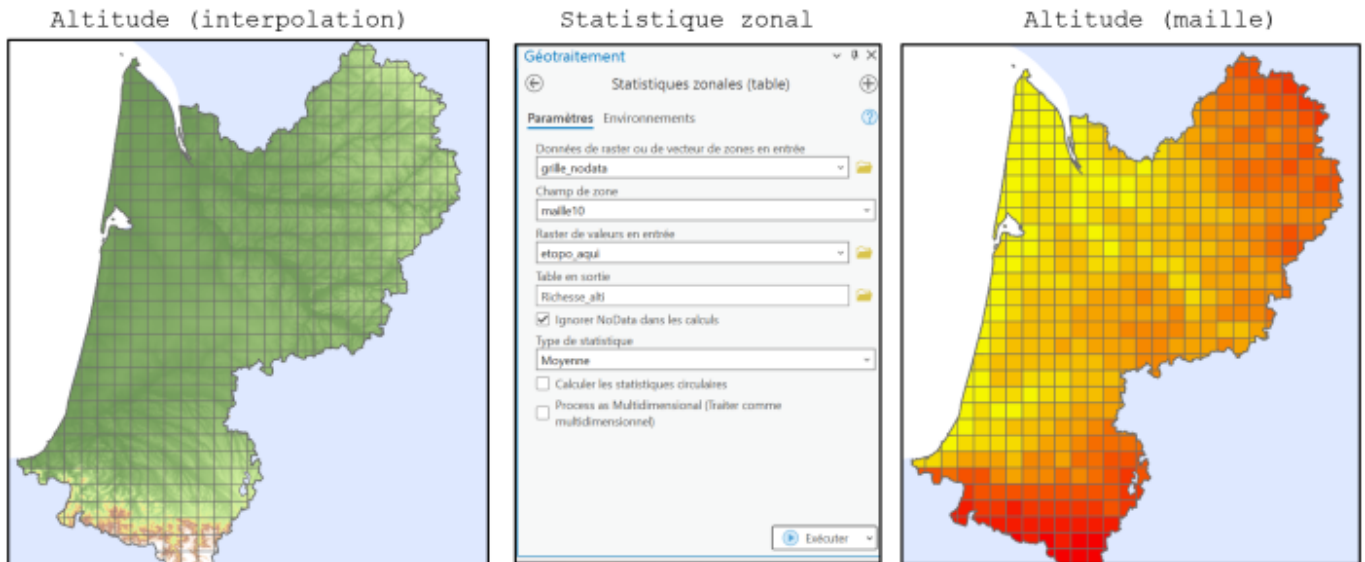 Altitude (interpolation)
Statistique zonal
Altitude (maille)
Géotraitement
Statistiques zonales (table)
Paramètres Environnements
Données de raster ou de vecteur de zones en entrée
grille_nodata
Champ de zone
maille10
Raster de valeurs en entrée
etopo_aqui
Table en sortie
Richesse_alti
Ignorer NoData dans les calculs
Type de statistique
Moyenne
Calculer les statistiques circulaires
Process as Multidimensional (Traiter comme
multidimensionnel)
Exécuter